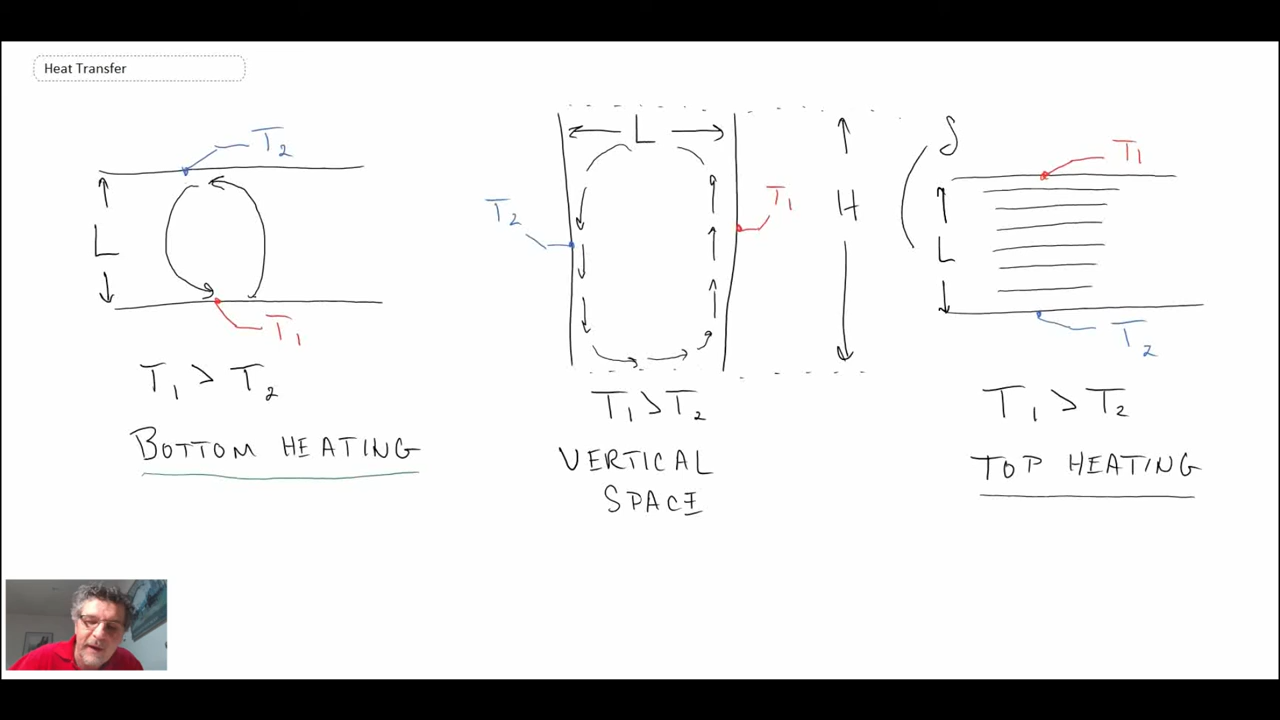 Heat Transfer
T₂
L
T₁
T₁ > T₂
BOTTOM HEATING
L
T₂
T₁
H
T₁ > T₂
VERTICAL
SPACE
δ
T₁
L
T₂
T₁ > T₂
TOP HEATING